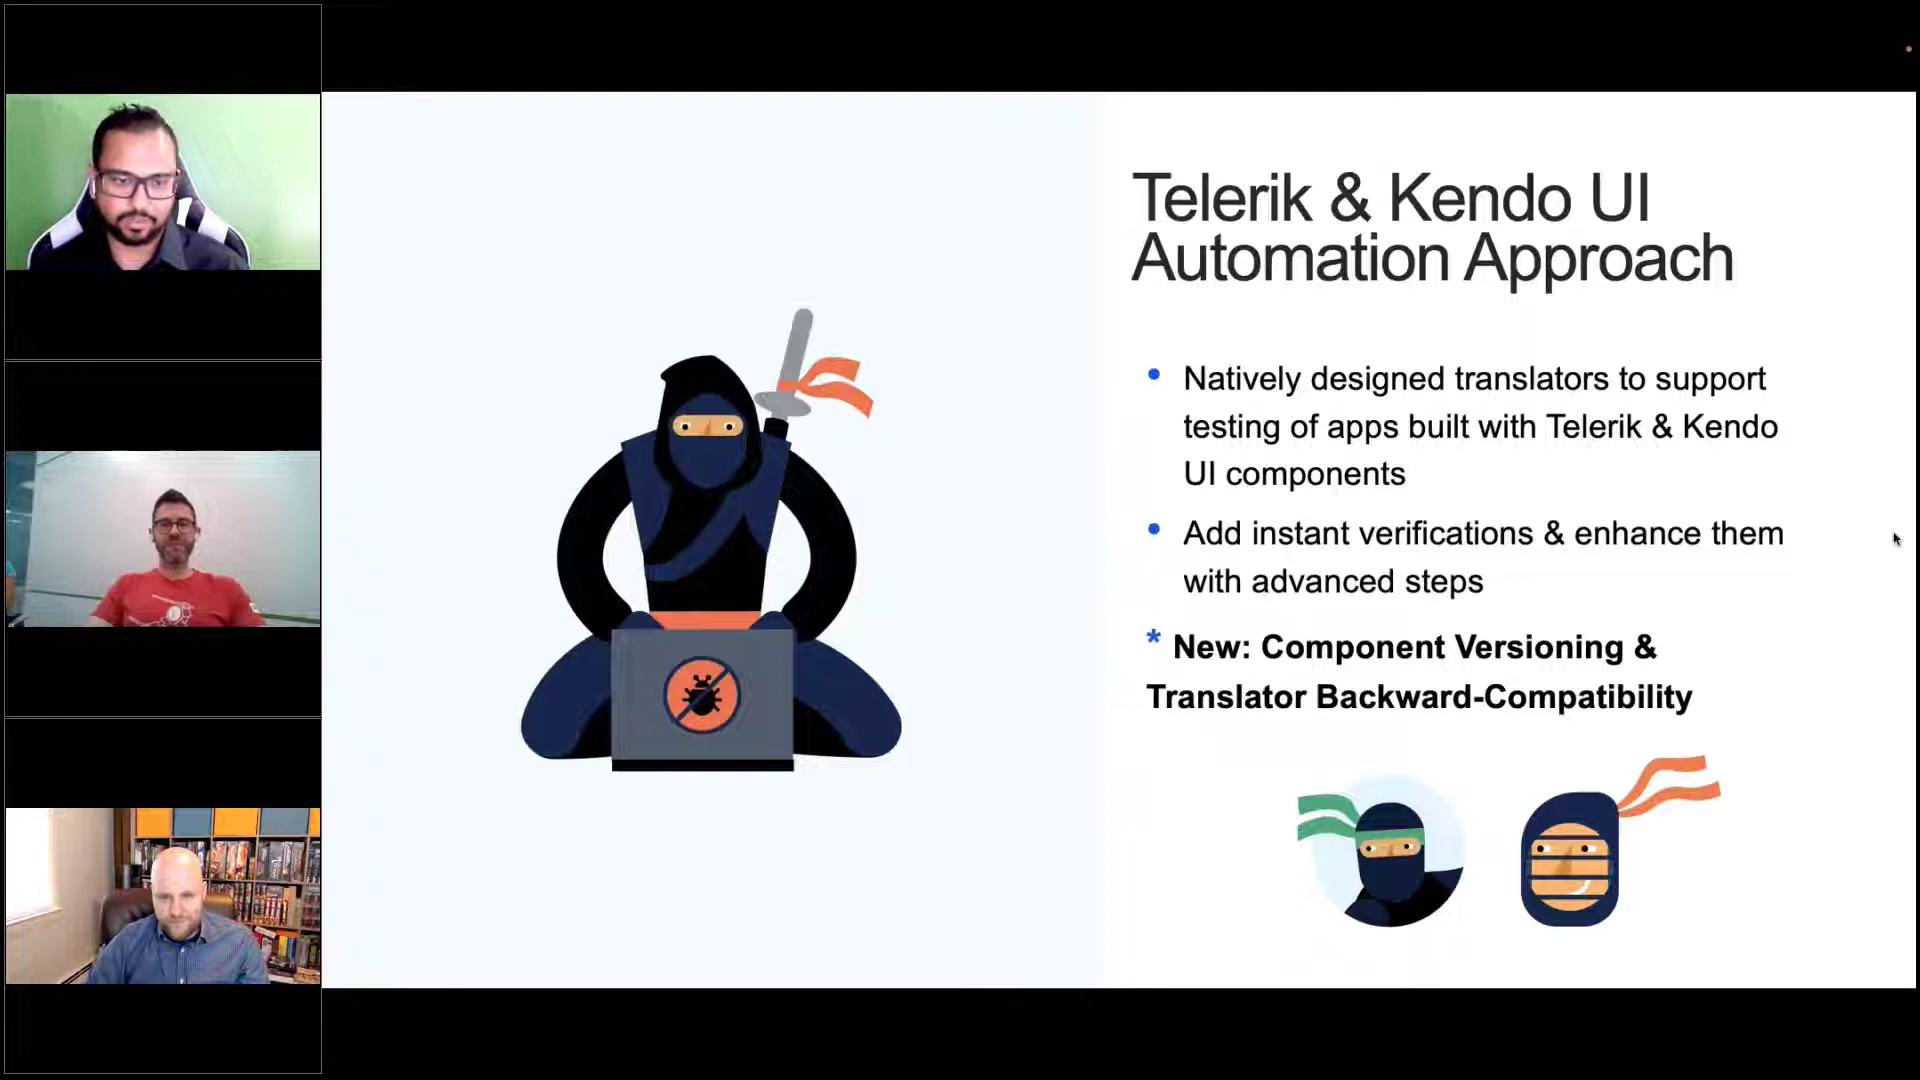 Telerik & Kendo UI
Automation Approach
• Natively designed translators to support
testing of apps built with Telerik & Kendo
UI components
• Add instant verifications & enhance them
with advanced steps
* New: Component Versioning &
Translator Backward-Compatibility